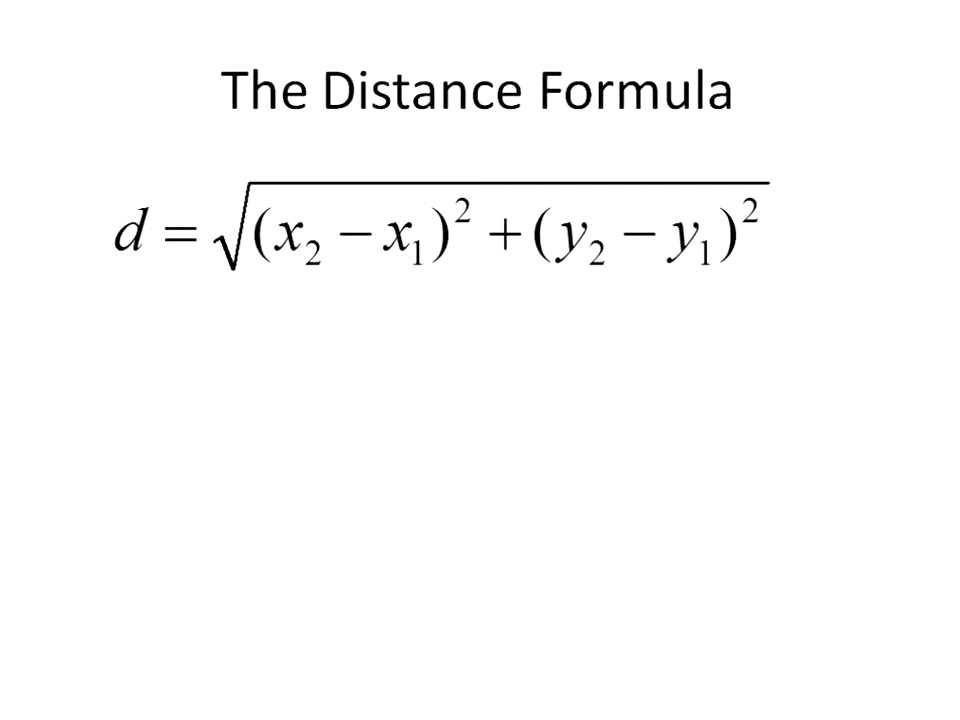 The Distance Formula
d = √(x₂ − x₁)² + (y₂ − y₁)²